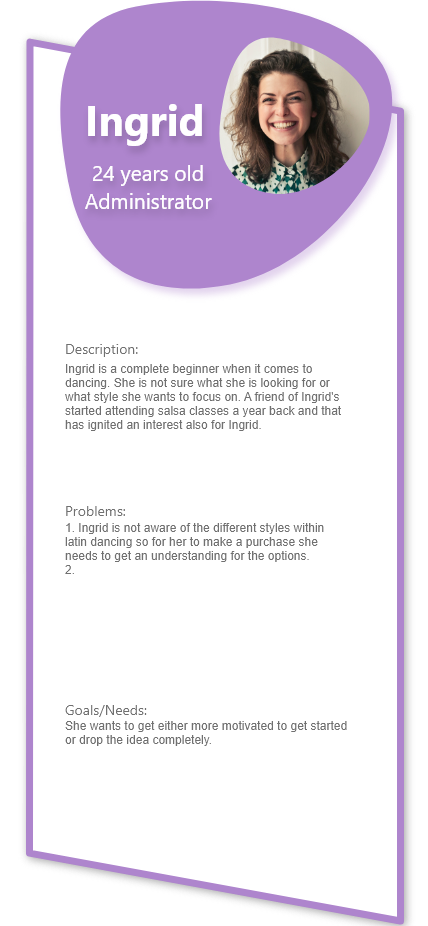 Ingrid
24 years old
Administrator
Description:
Ingrid is a complete beginner when it comes to
dancing. She is not sure what she is looking for or
what style she wants to focus on. A friend of Ingrid's
started attending salsa classes a year back and that
has ignited an interest also for Ingrid.
Problems:
1. Ingrid is not aware of the different styles within
latin dancing so for her to make a purchase she
needs to get an understanding for the options.
2.
Goals/Needs:
She wants to get either more motivated to get started
or drop the idea completely.